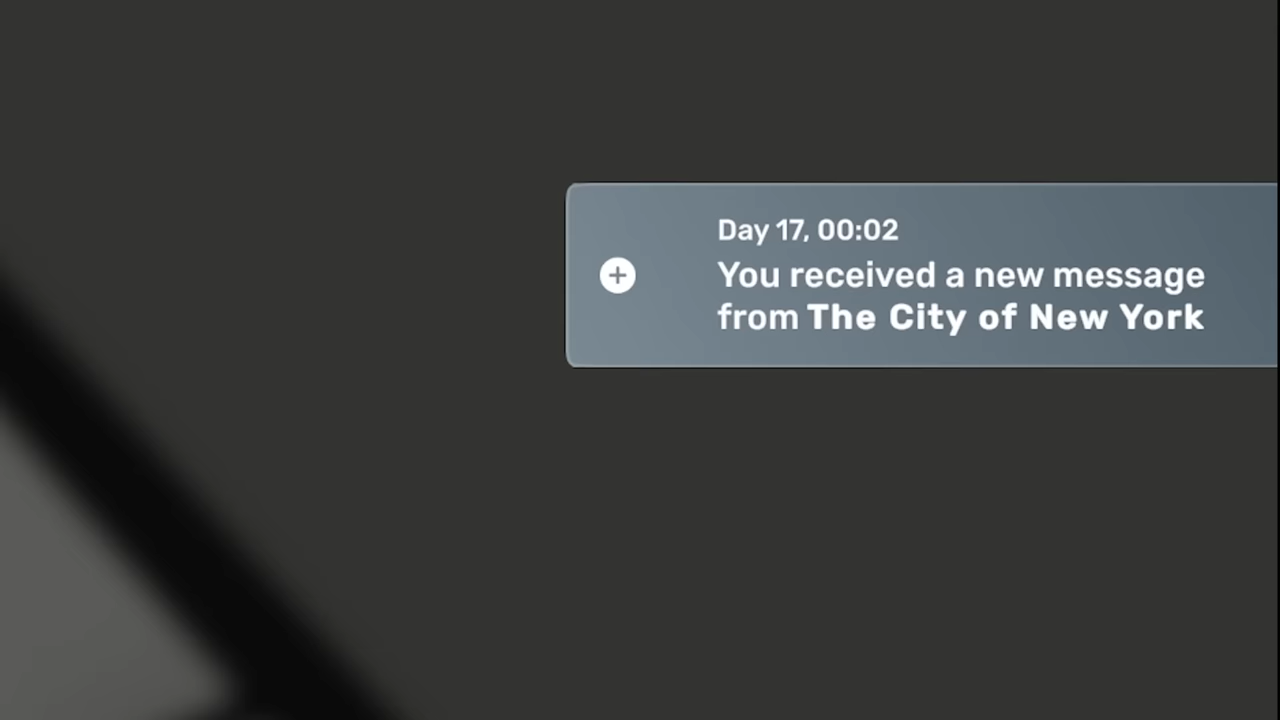 Day 17, 00:02
You received a new message
from The City of New York